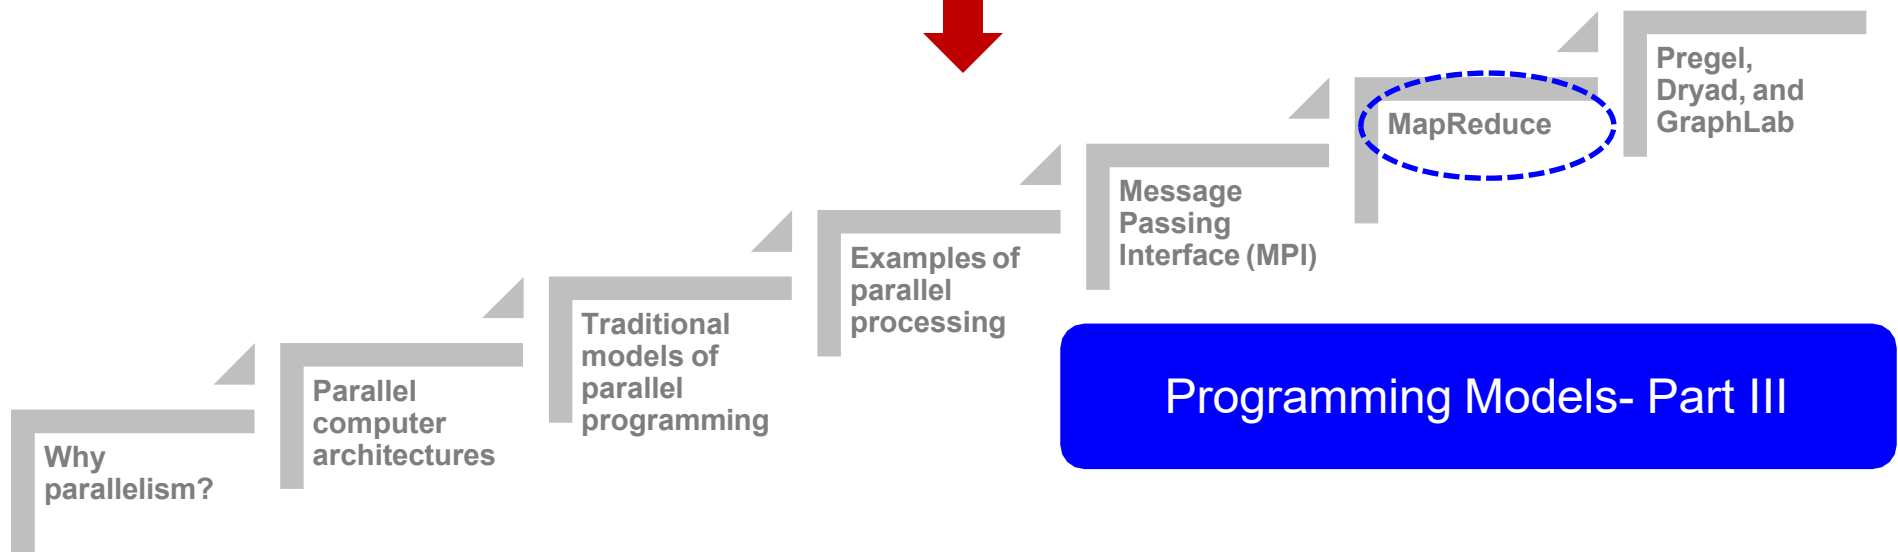 Why
parallelism?
Parallel
computer
architectures
Traditional
models of
parallel
programming
Examples of
parallel
processing
Message
Passing
Interface (MPI)
MapReduce
Pregel,
Dryad, and
GraphLab
Programming Models- Part III